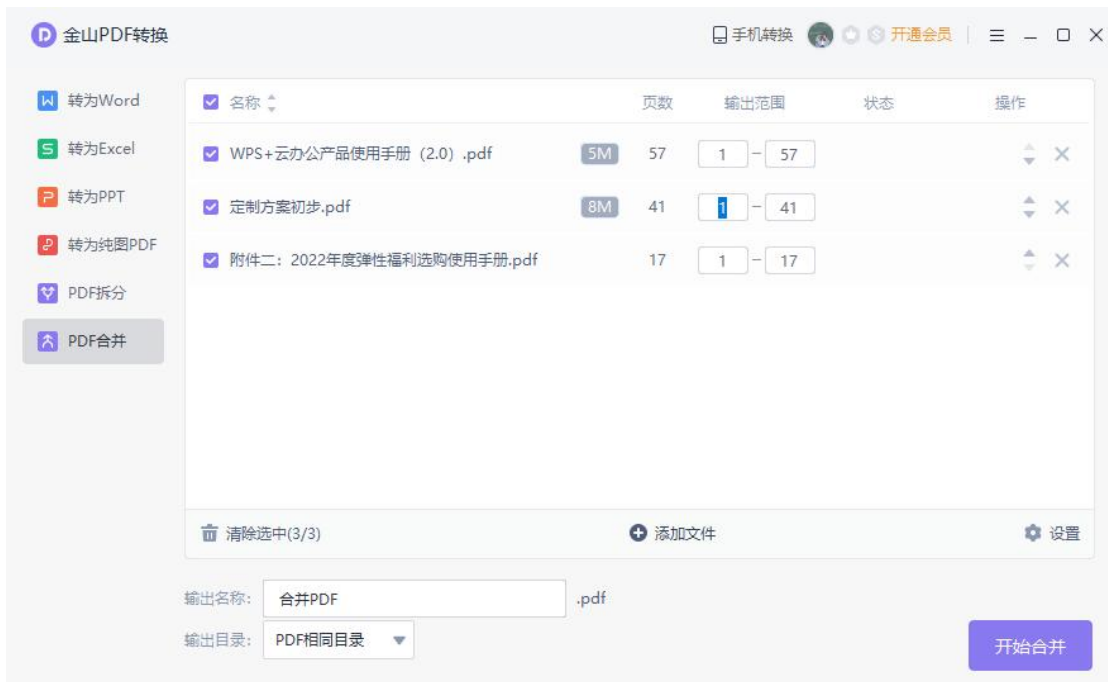 金山PDF转换 手机转换 开通会员
转为Word
转为Excel
转为PPT
转为纯图PDF
PDF拆分
PDF合并
名称 页数 输出范围 状态 操作
WPS+云办公产品使用手册（2.0）.pdf 5M 57 1 - 57
定制方案初步.pdf 8M 41 1 - 41
附件二：2022年度弹性福利选购使用手册.pdf 17 1 - 17
清除选中(3/3) 添加文件 设置
输出名称: 合并PDF .pdf
输出目录: PDF相同目录
开始合并